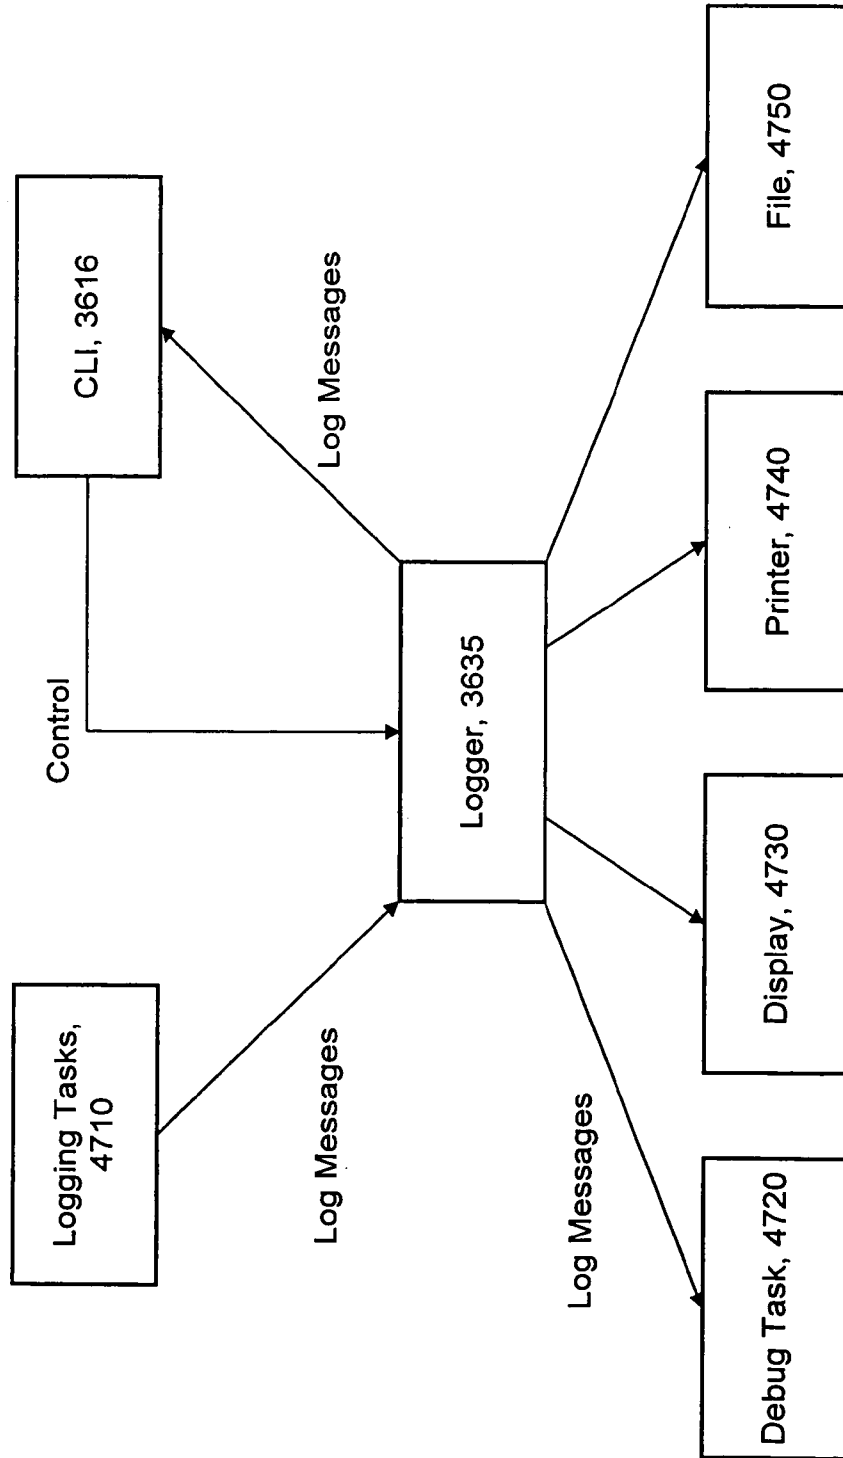 Logging Tasks,
4710
Control
CLI, 3616
Log Messages
Log Messages
Logger, 3635
Log Messages
Debug Task, 4720
Display, 4730
Printer, 4740
File, 4750